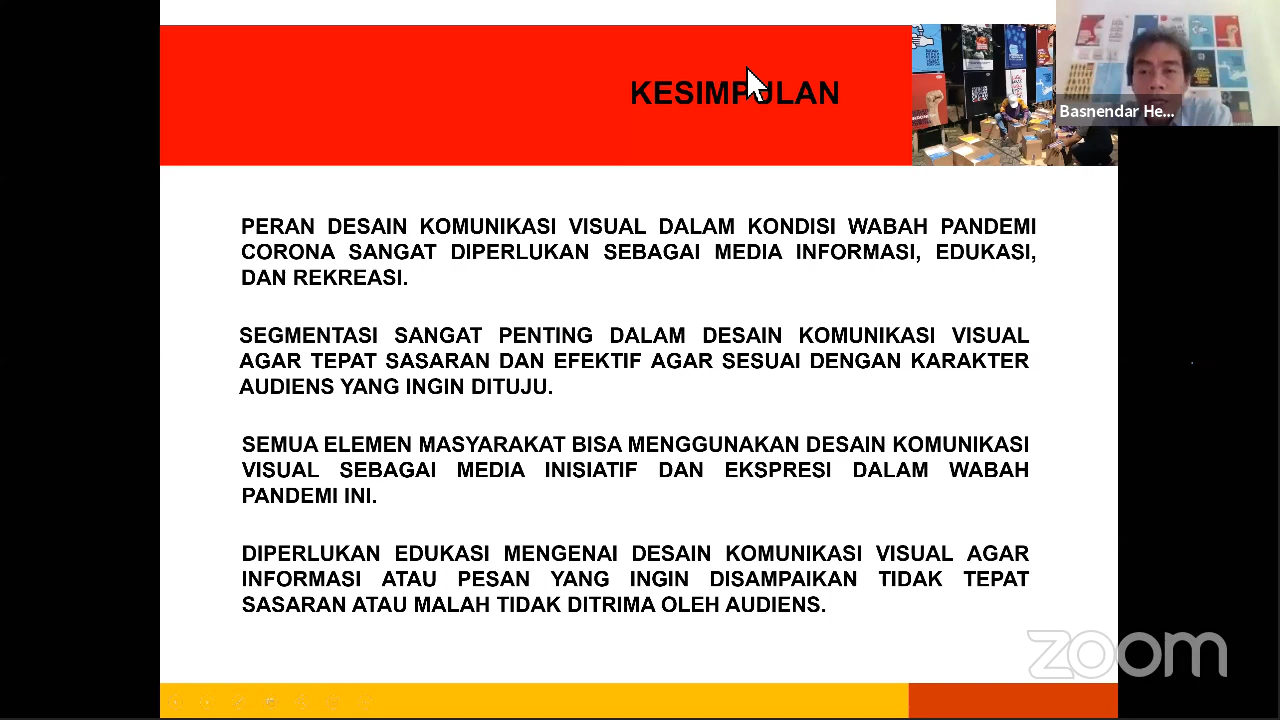 KESIMPULAN
Basnendar He...
PERAN DESAIN KOMUNIKASI VISUAL DALAM KONDISI WABAH PANDEMI
CORONA SANGAT DIPERLUKAN SEBAGAI MEDIA INFORMASI, EDUKASI,
DAN REKREASI.
SEGMENTASI SANGAT PENTING DALAM DESAIN KOMUNIKASI VISUAL
AGAR TEPAT SASARAN DAN EFEKTIF AGAR SESUAI DENGAN KARAKTER
AUDIENS YANG INGIN DITUJU.
SEMUA ELEMEN MASYARAKAT BISA MENGGUNAKAN DESAIN KOMUNIKASI
VISUAL SEBAGAI MEDIA INISIATIF DAN EKSPRESI DALAM WABAH
PANDEMI INI.
DIPERLUKAN EDUKASI MENGENAI DESAIN KOMUNIKASI VISUAL AGAR
INFORMASI ATAU PESAN YANG INGIN DISAMPAIKAN TIDAK TEPAT
SASARAN ATAU MALAH TIDAK DITRIMA OLEH AUDIENS.
zoom